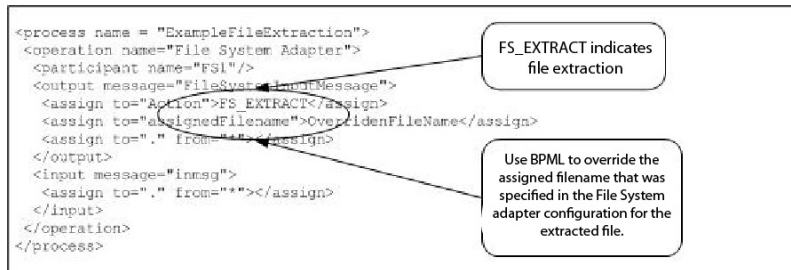 <process name = "ExampleFileExtraction">
<operation name="File System Adapter">
<participant name="FS1"/>
<output message="FileSystemInputMessage">
<assign to="Action">FS_EXTRACT</assign>
<assign to="assignedFilename">OverridenFileName</assign>
<assign to="." from="*"></assign>
</output>
<input message="inmsg">
<assign to="." from="*"></assign>
</input>
</operation>
</process>
FS_EXTRACT indicates
file extraction
Use BPML to override the
assigned filename that was
specified in the File System
adapter configuration for the
extracted file.